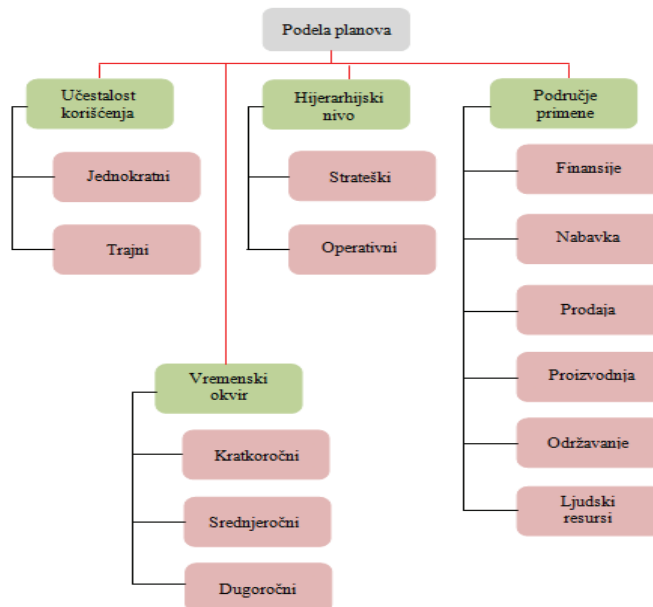 Podela planova
Učestalost
korišćenja
Jednokratni
Trajni
Hijerarhijski
nivo
Strateški
Operativni
Područje
primene
Finansije
Nabavka
Prodaja
Proizvodnja
Održavanje
Ljudski
resursi
Vremenski
okvir
Kratkoročni
Srednjeročni
Dugoročni